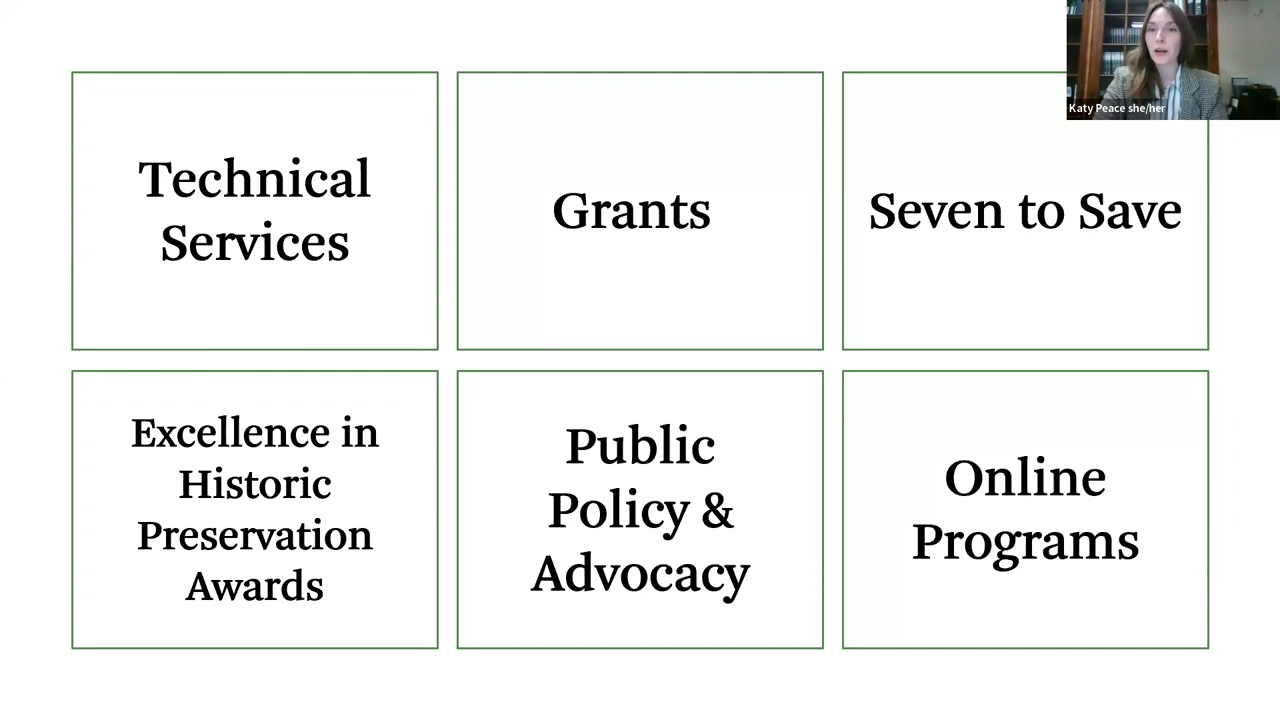 Katy Peace she/her
Technical
Services
Grants
Seven to Save
Excellence in
Historic
Preservation
Awards
Public
Policy &
Advocacy
Online
Programs